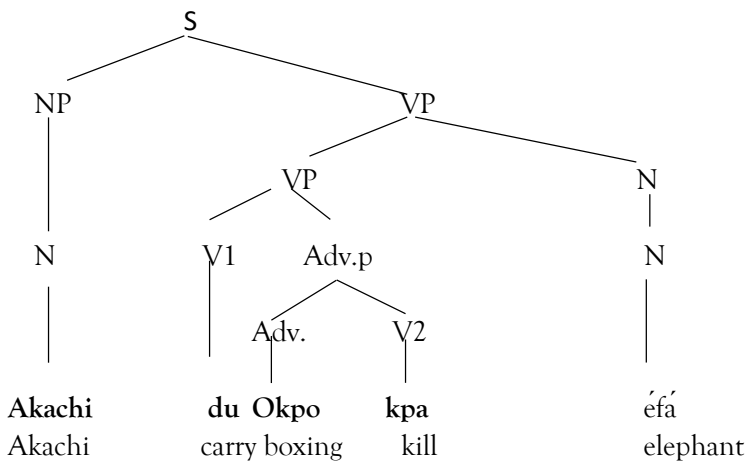 S
NP VP
VP N
N V1 Adv.p N
Adv. V2
Akachi du Okpo kpa éfá
Akachi carry boxing kill elephant